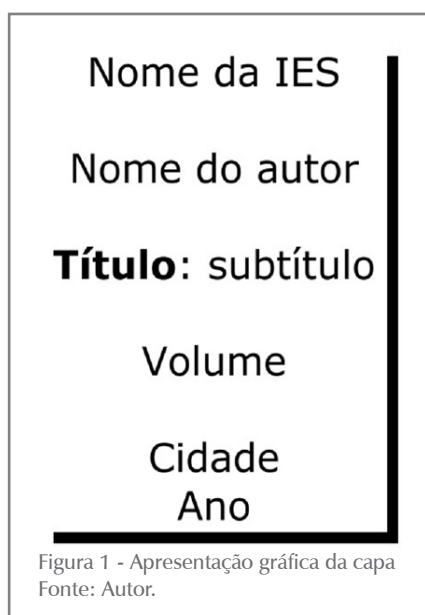 Nome da IES
Nome do autor
Título: subtítulo
Volume
Cidade
Ano
Figura 1 - Apresentação gráfica da capa
Fonte: Autor.